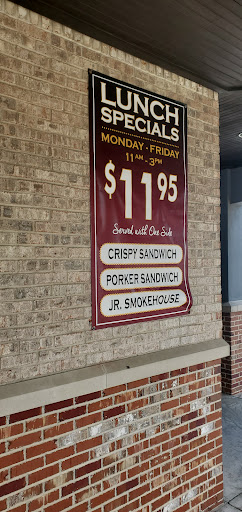 LUNCH
SPECIALS
MONDAY - FRIDAY
11AM - 3PM
$11.95
Served with One Side
CRISPY SANDWICH
PORKER SANDWICH
JR. SMOKEHOUSE